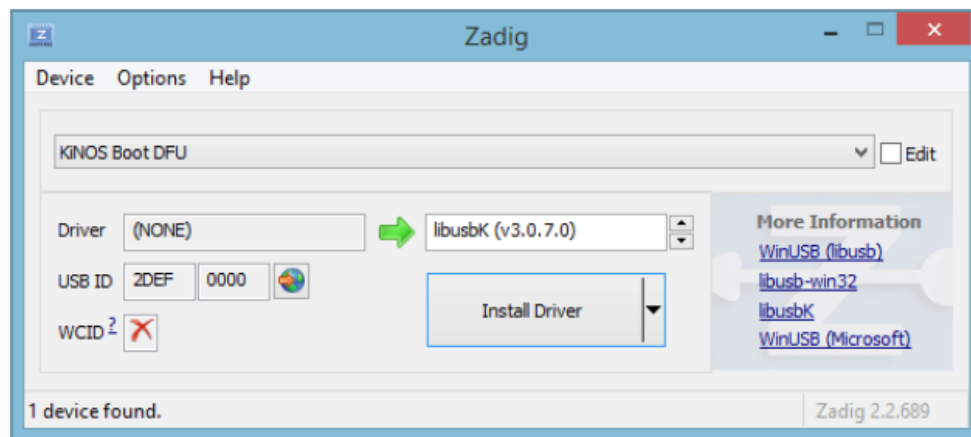 Zadig
Device Options Help
KiNOS Boot DFU
Edit
Driver (NONE) libusbK (v3.0.7.0)
USB ID 2DEF 0000
WCID ?
Install Driver
More Information
WinUSB (libusb)
libusb-win32
libusbK
WinUSB (Microsoft)
1 device found.
Zadig 2.2.689